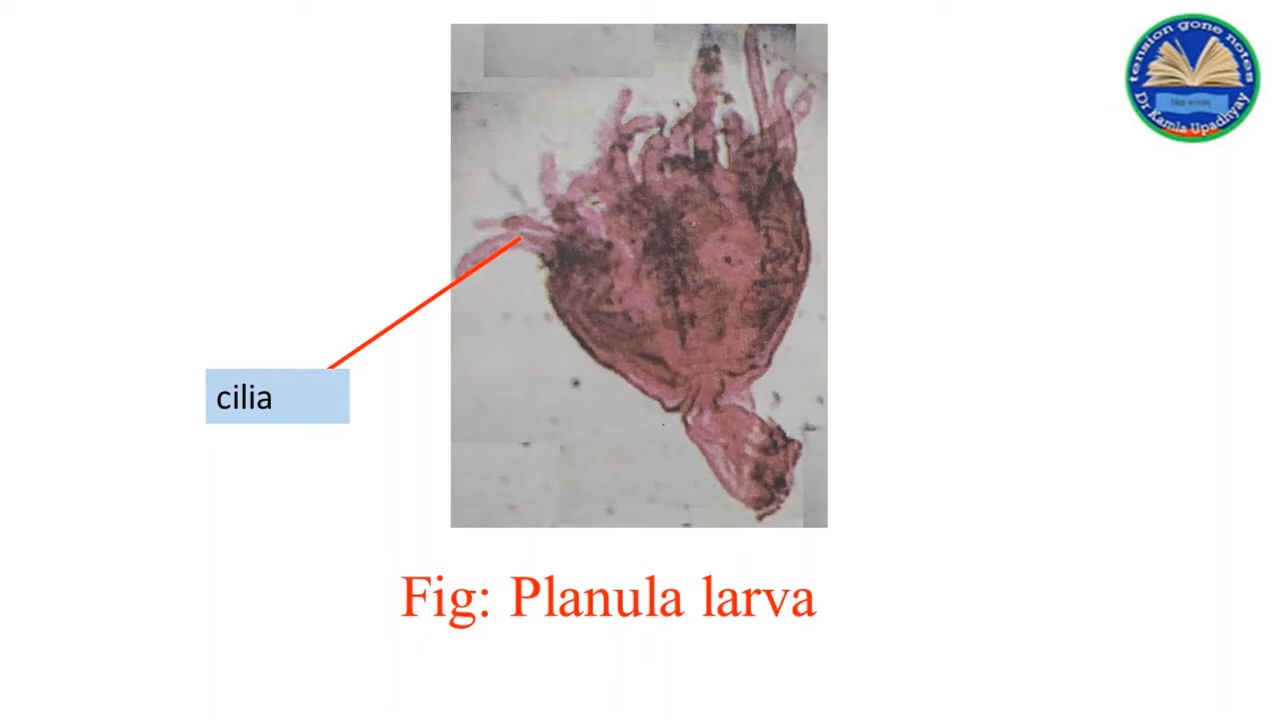 tension gone notes
Dr Kamla Upadhyay
cilia
Fig: Planula larva